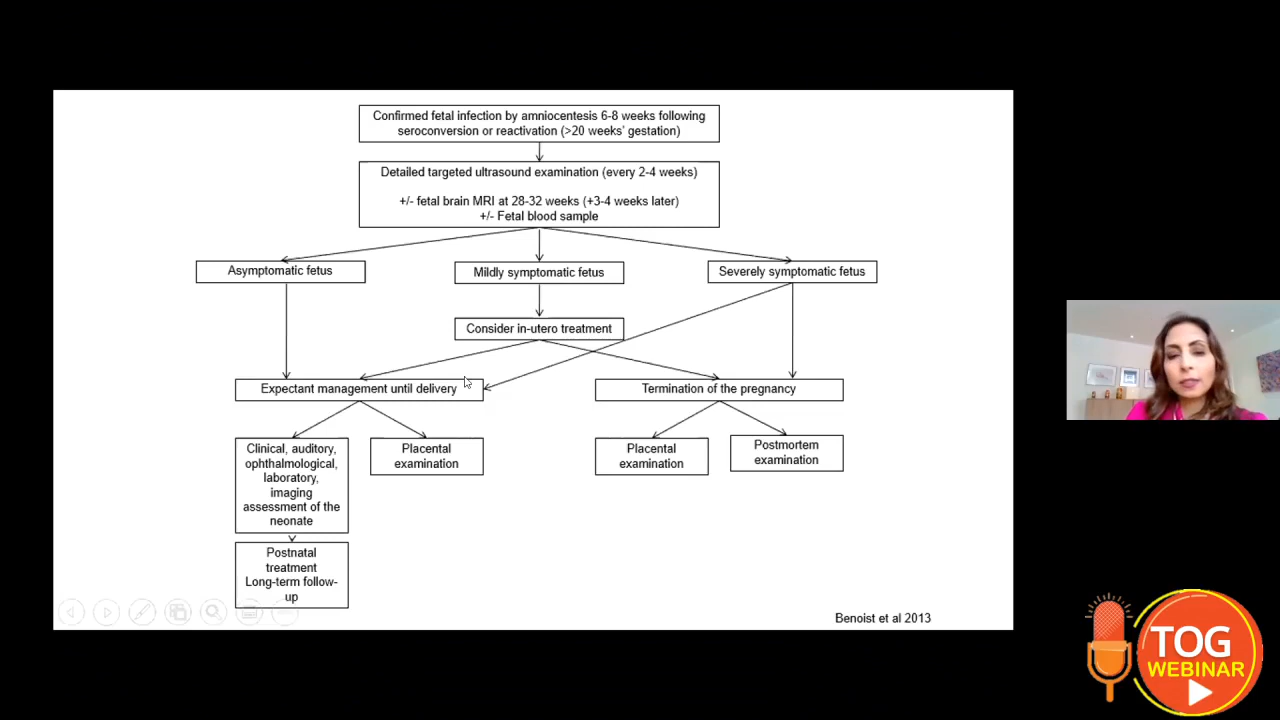 Confirmed fetal infection by amniocentesis 6-8 weeks following
seroconversion or reactivation (>20 weeks' gestation)
Detailed targeted ultrasound examination (every 2-4 weeks)
+/- fetal brain MRI at 28-32 weeks (+3-4 weeks later)
+/- Fetal blood sample
Asymptomatic fetus
Mildly symptomatic fetus
Severely symptomatic fetus
Consider in-utero treatment
Expectant management until delivery
Termination of the pregnancy
Clinical, auditory,
ophthalmological,
laboratory,
imaging
assessment of the
neonate
Placental
examination
Placental
examination
Postmortem
examination
Postnatal
treatment
Long-term follow-
up
Benoist et al 2013
TOG
WEBINAR